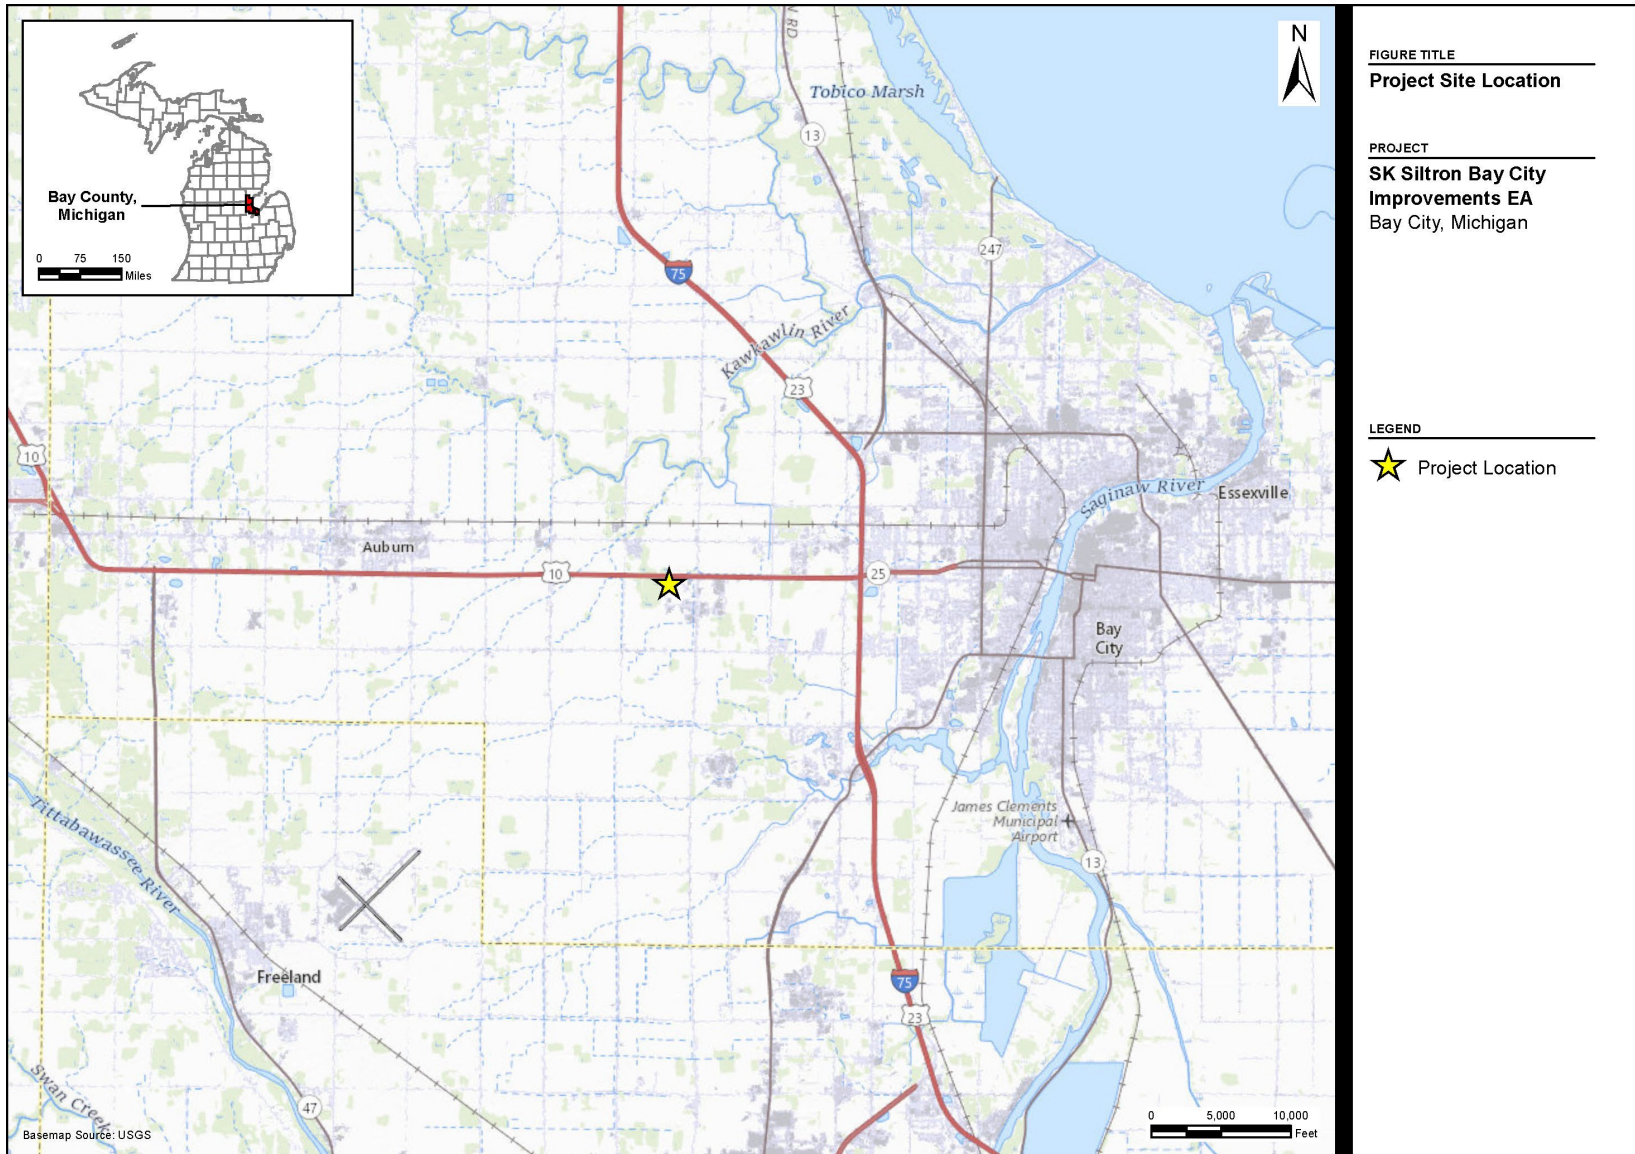 Bay County,
Michigan
0 75 150
Miles
N RD
N
Tobico Marsh
13
247
75
Kawkawlin River
23
10
Saginaw River
Essexville
Auburn
10
25
Bay
City
Tittabawassee River
James Clements
Municipal
Airport
13
Freeland
75
23
Swan Creek
47
0 5,000 10,000
Feet
Basemap Source: USGS
FIGURE TITLE
Project Site Location
PROJECT
SK Siltron Bay City
Improvements EA
Bay City, Michigan
LEGEND
Project Location